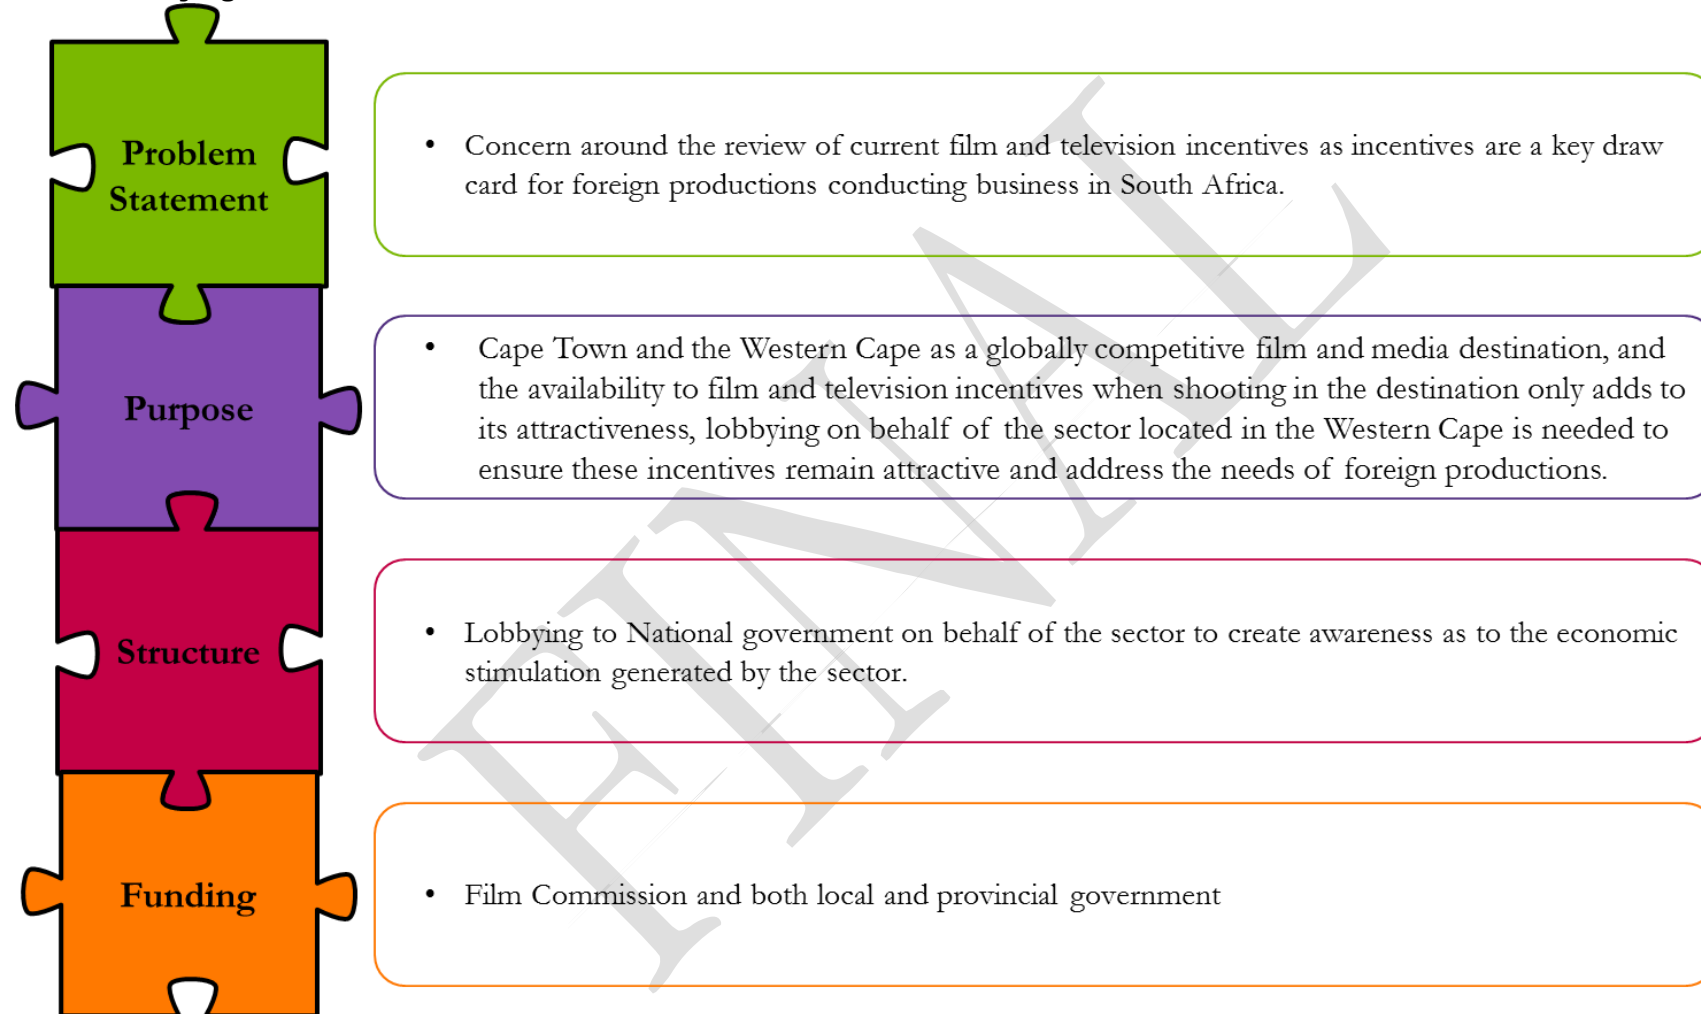 Problem
Statement
• Concern around the review of current film and television incentives as incentives are a key draw
card for foreign productions conducting business in South Africa.
Purpose
• Cape Town and the Western Cape as a globally competitive film and media destination, and
the availability to film and television incentives when shooting in the destination only adds to
its attractiveness, lobbying on behalf of the sector located in the Western Cape is needed to
ensure these incentives remain attractive and address the needs of foreign productions.
Structure
• Lobbying to National government on behalf of the sector to create awareness as to the economic
stimulation generated by the sector.
Funding
• Film Commission and both local and provincial government
FINAL